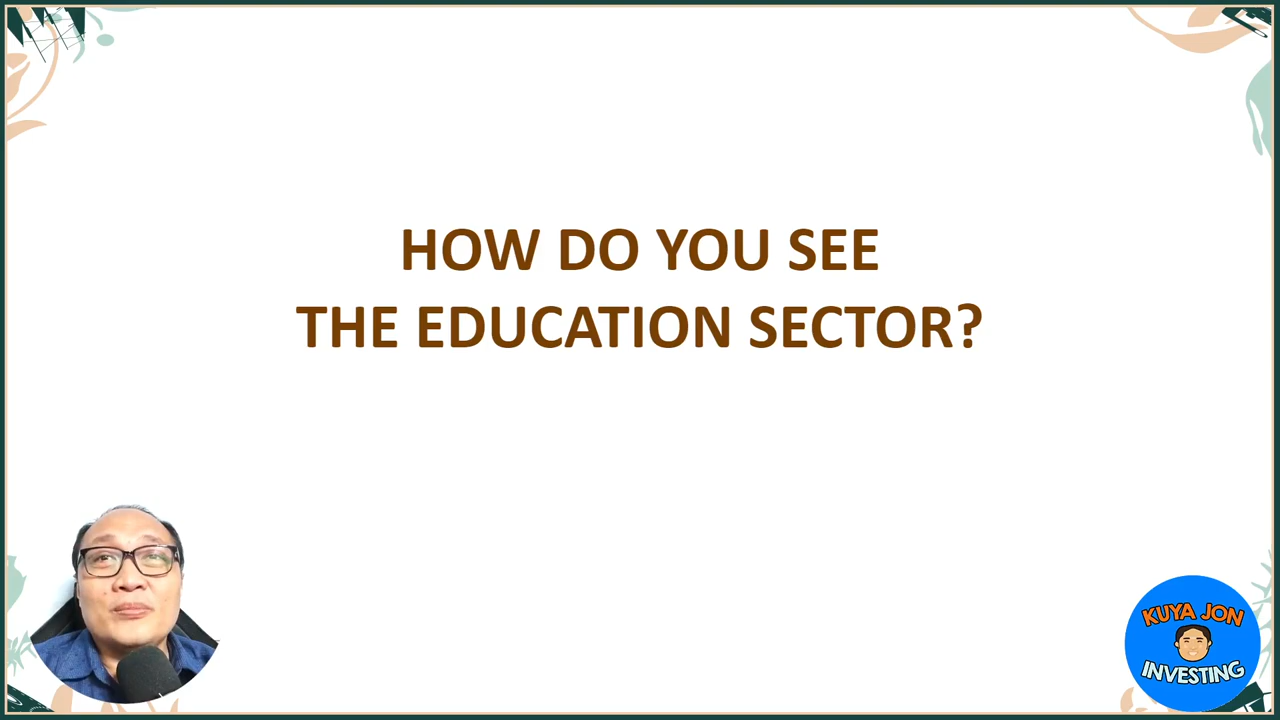 HOW DO YOU SEE
THE EDUCATION SECTOR?
KUYA JON
INVESTING